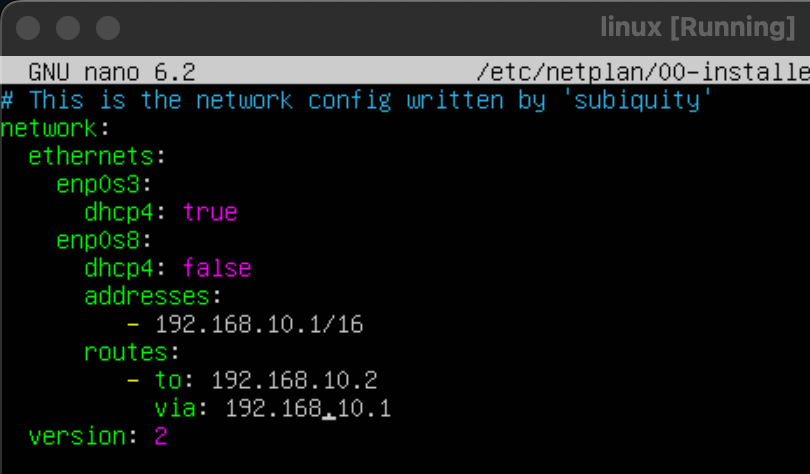 linux [Running]
GNU nano 6.2 /etc/netplan/00-installe
# This is the network config written by 'subiquity'
network:
  ethernets:
    enp0s3:
      dhcp4: true
    enp0s8:
      dhcp4: false
      addresses:
         - 192.168.10.1/16
      routes:
         - to: 192.168.10.2
           via: 192.168.10.1
  version: 2